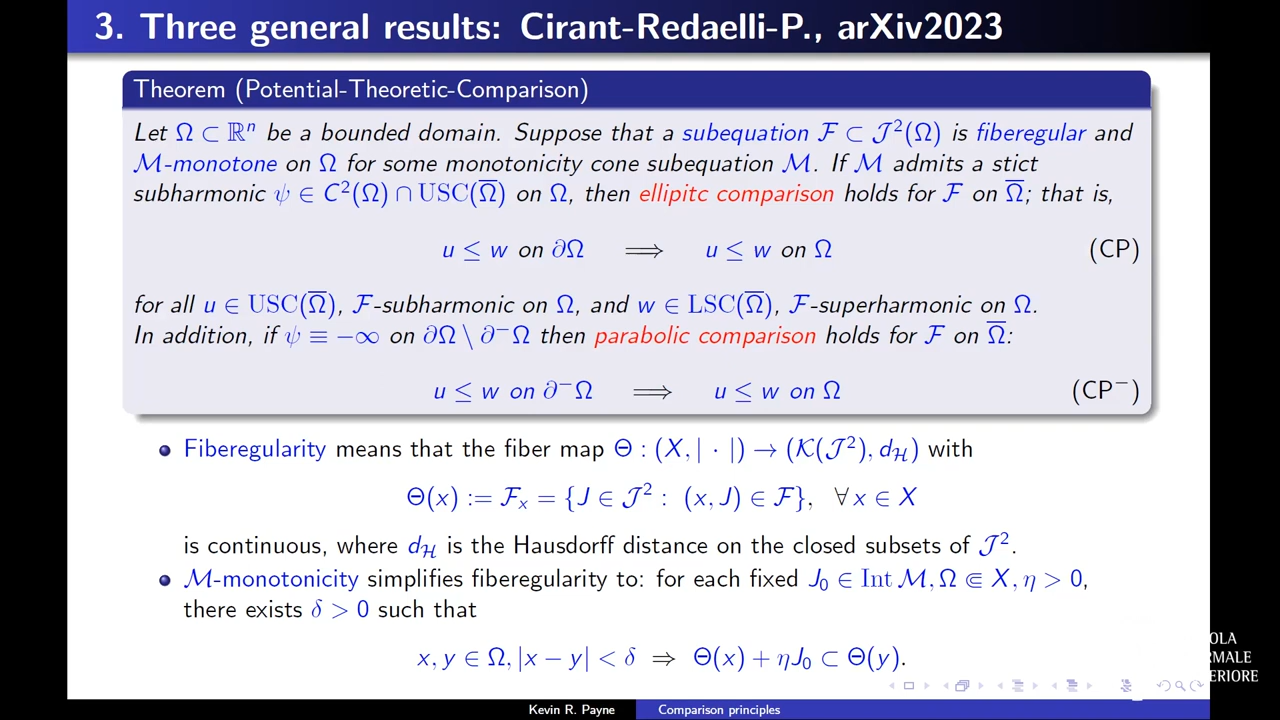 3. Three general results: Cirant-Redaelli-P., arXiv2023
Theorem (Potential-Theoretic-Comparison)
Let Ω ⊂ ℝⁿ be a bounded domain. Suppose that a subequation ℱ ⊂ 𝒥²(Ω) is fiberegular and
ℳ-monotone on Ω for some monotonicity cone subequation ℳ. If ℳ admits a stict
subharmonic ψ ∈ C²(Ω) ∩ USC(Ω̅) on Ω, then ellipitc comparison holds for ℱ on Ω̅; that is,
u ≤ w on ∂Ω ⟹ u ≤ w on Ω (CP)
for all u ∈ USC(Ω̅), ℱ-subharmonic on Ω, and w ∈ LSC(Ω̅), ℱ-superharmonic on Ω.
In addition, if ψ ≡ −∞ on ∂Ω \ ∂⁻Ω then parabolic comparison holds for ℱ on Ω̅:
u ≤ w on ∂⁻Ω ⟹ u ≤ w on Ω (CP⁻)
Fiberegularity means that the fiber map Θ : (X, | · |) → (𝒦(𝒥²), d_ℋ) with
Θ(x) := ℱₓ = {J ∈ 𝒥² : (x, J) ∈ ℱ}, ∀ x ∈ X
is continuous, where d_ℋ is the Hausdorff distance on the closed subsets of 𝒥².
ℳ-monotonicity simplifies fiberegularity to: for each fixed J₀ ∈ Int ℳ, Ω ⋐ X, η > 0,
there exists δ > 0 such that
x, y ∈ Ω, |x − y| < δ ⇒ Θ(x) + ηJ₀ ⊂ Θ(y).
OLA
RMALE
ERIORE
Kevin R. Payne Comparison principles